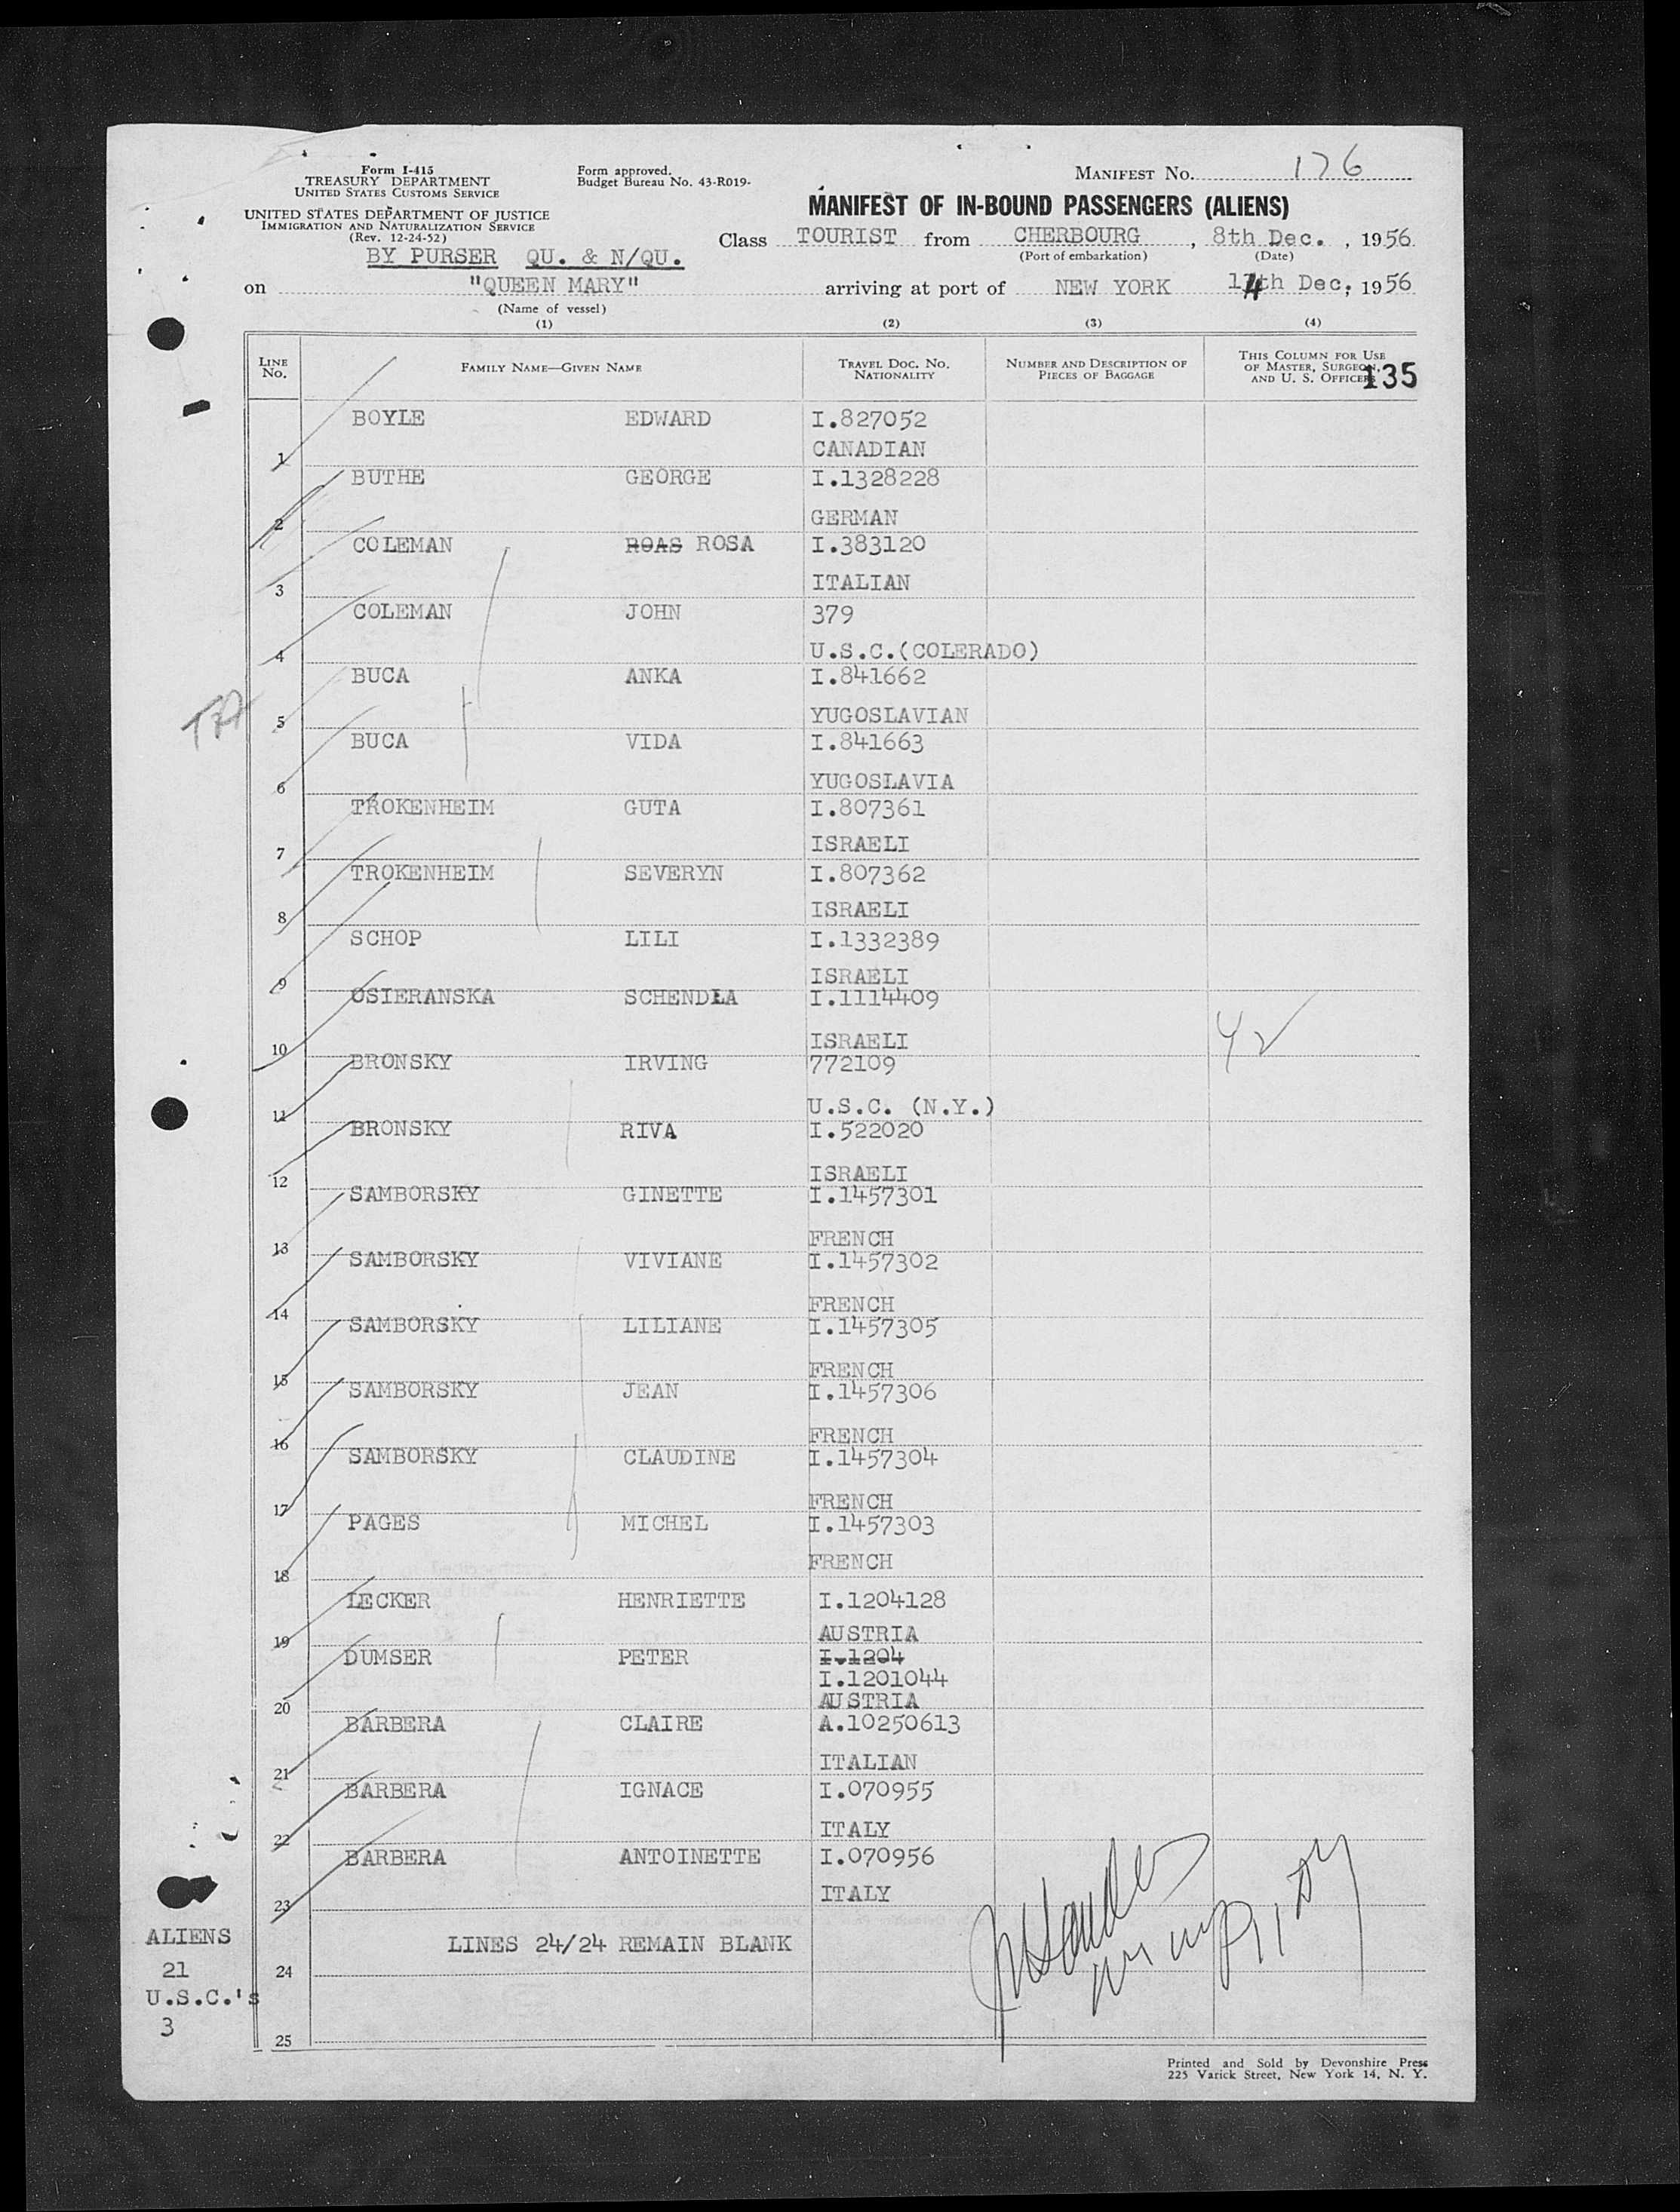 Form I-415
TREASURY DEPARTMENT
UNITED STATES CUSTOMS SERVICE
Form approved.
Budget Bureau No. 43-R019-
MANIFEST No. 176
UNITED STATES DEPARTMENT OF JUSTICE
IMMIGRATION AND NATURALIZATION SERVICE
(Rev. 12-24-52)
MANIFEST OF IN-BOUND PASSENGERS (ALIENS)
BY PURSER QU. & N/QU.
Class TOURIST from CHERBOURG, 8th Dec., 1956
(Port of embarkation) (Date)
on "QUEEN MARY" arriving at port of NEW YORK 14th Dec, 1956
(Name of vessel)
(1) (2) (3) (4)
LINE No. FAMILY NAME—GIVEN NAME TRAVEL DOC. No. NATIONALITY NUMBER AND DESCRIPTION OF PIECES OF BAGGAGE THIS COLUMN FOR USE OF MASTER, SURGEON, AND U. S. OFFICERS
135
BOYLE EDWARD I.827052
1 CANADIAN
BUTHE GEORGE I.1328228
2 GERMAN
COLEMAN ROAS ROSA I.383120
3 ITALIAN
COLEMAN JOHN 379
4 U.S.C.(COLERADO)
BUCA ANKA I.841662
5 YUGOSLAVIAN
BUCA VIDA I.841663
6 YUGOSLAVIA
TROKENHEIM GUTA I.807361
7 ISRAELI
TROKENHEIM SEVERYN I.807362
8 ISRAELI
SCHOP LILI I.1332389
9 ISRAELI
OSIERANSKA SCHENDLA I.1114409
10 ISRAELI
BRONSKY IRVING 772109
11 U.S.C. (N.Y.)
BRONSKY RIVA I.522020
12 ISRAELI
SAMBORSKY GINETTE I.1457301
13 FRENCH
SAMBORSKY VIVIANE I.1457302
14 FRENCH
SAMBORSKY LILIANE I.1457305
15 FRENCH
SAMBORSKY JEAN I.1457306
16 FRENCH
SAMBORSKY CLAUDINE I.1457304
17 FRENCH
PAGES MICHEL I.1457303
18 FRENCH
LECKER HENRIETTE I.1204128
19 AUSTRIA
DUMSER PETER I.1204
I.1201044
20 AUSTRIA
BARBERA CLAIRE A.10250613
21 ITALIAN
BARBERA IGNACE I.070955
22 ITALY
BARBERA ANTOINETTE I.070956
23 ITALY
ALIENS
21
U.S.C.'s
3
LINES 24/24 REMAIN BLANK
24
25
Printed and Sold by Devonshire Press
225 Varick Street, New York 14, N. Y.